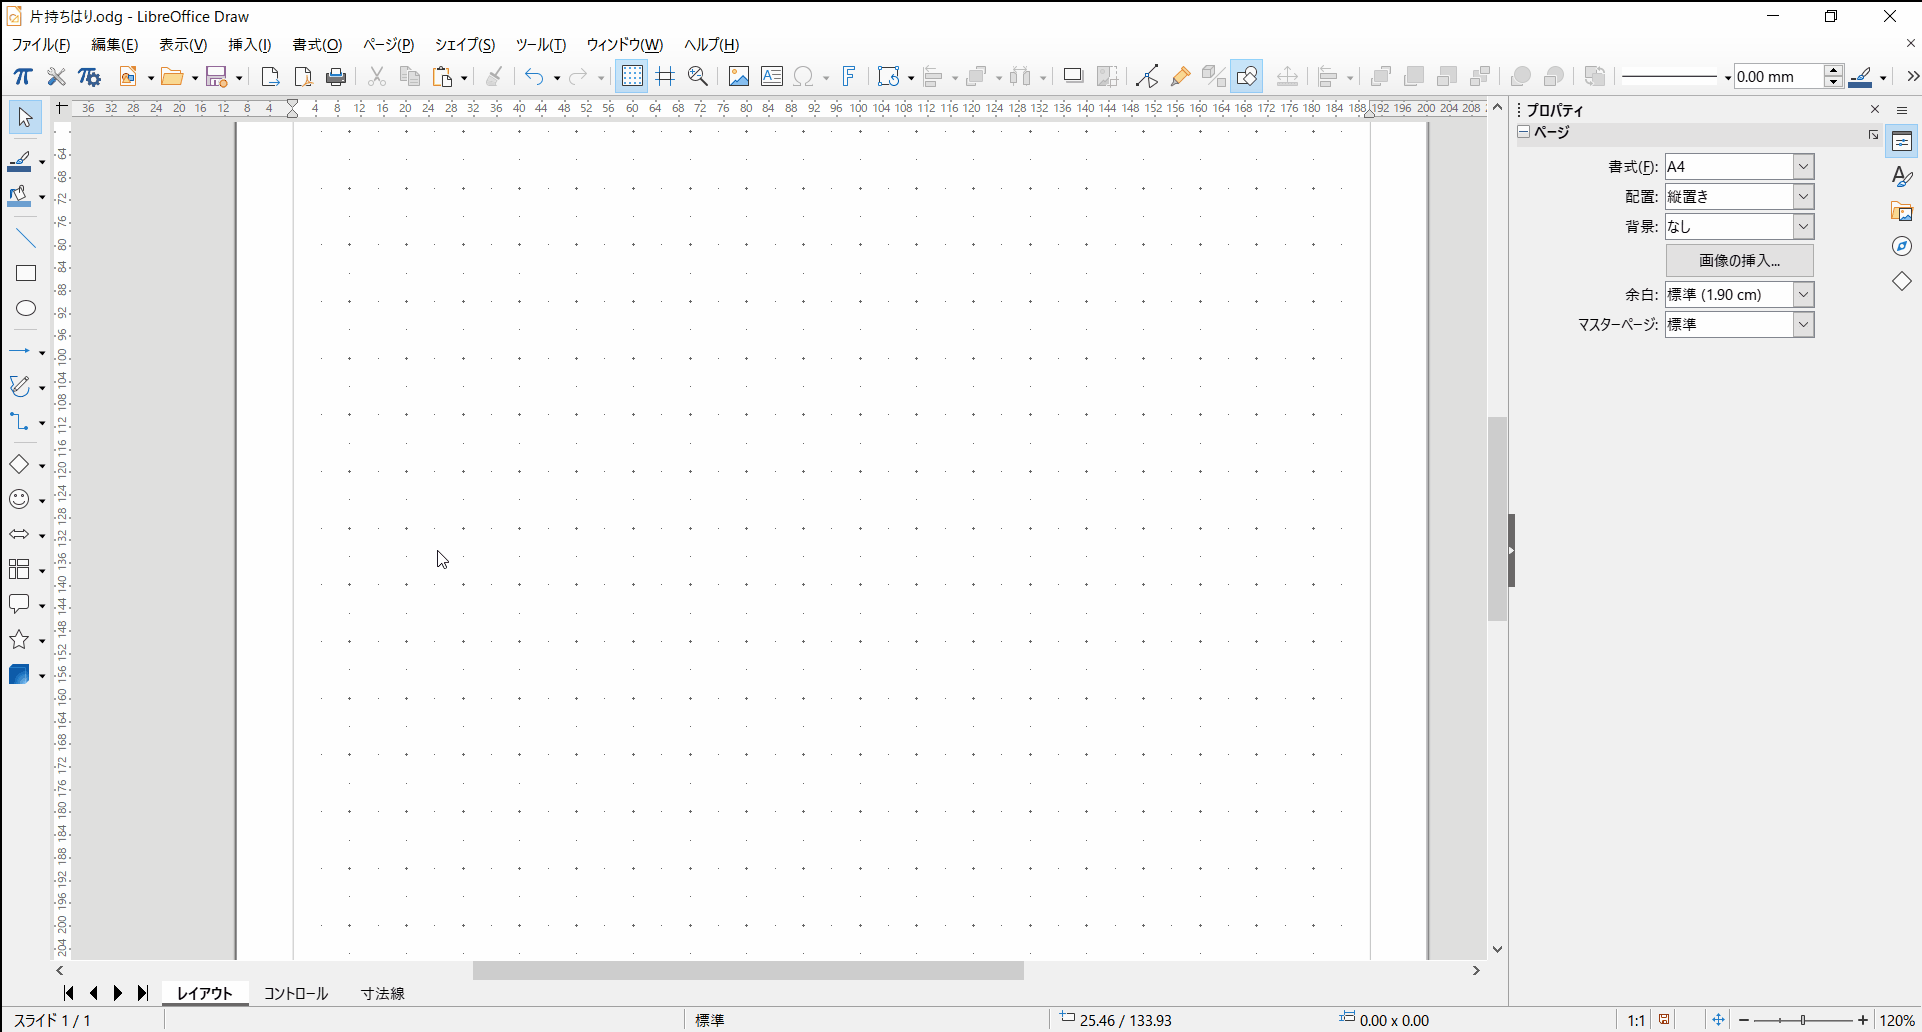 片持ちはり.odg - LibreOffice Draw
ファイル(F) 編集(E) 表示(V) 挿入(I) 書式(O) ページ(P) シェイプ(S) ツール(T) ウィンドウ(W) ヘルプ(H)
0.00 mm
36 32 28 24 20 16 12 8 4 4 8 12 16 20 24 28 32 36 40 44 48 52 56 60 64 68 72 76 80 84 88 92 96 100 104 108 112 116 120 124 128 132 136 140 144 148 152 156 160 164 168 172 176 180 184 188 192 196 200 204 208
64 68 72 76 80 84 88 92 96 100 104 108 112 116 120 124 128 132 136 140 144 148 152 156 160 164 168 172 176 180 184 188 192 196 200 204
プロパティ
ページ
書式(F): A4
配置: 縦置き
背景: なし
画像の挿入...
余白: 標準 (1.90 cm)
マスターページ: 標準
レイアウト コントロール 寸法線
スライド 1 / 1 標準 25.46 / 133.93 0.00 x 0.00 1:1 120%